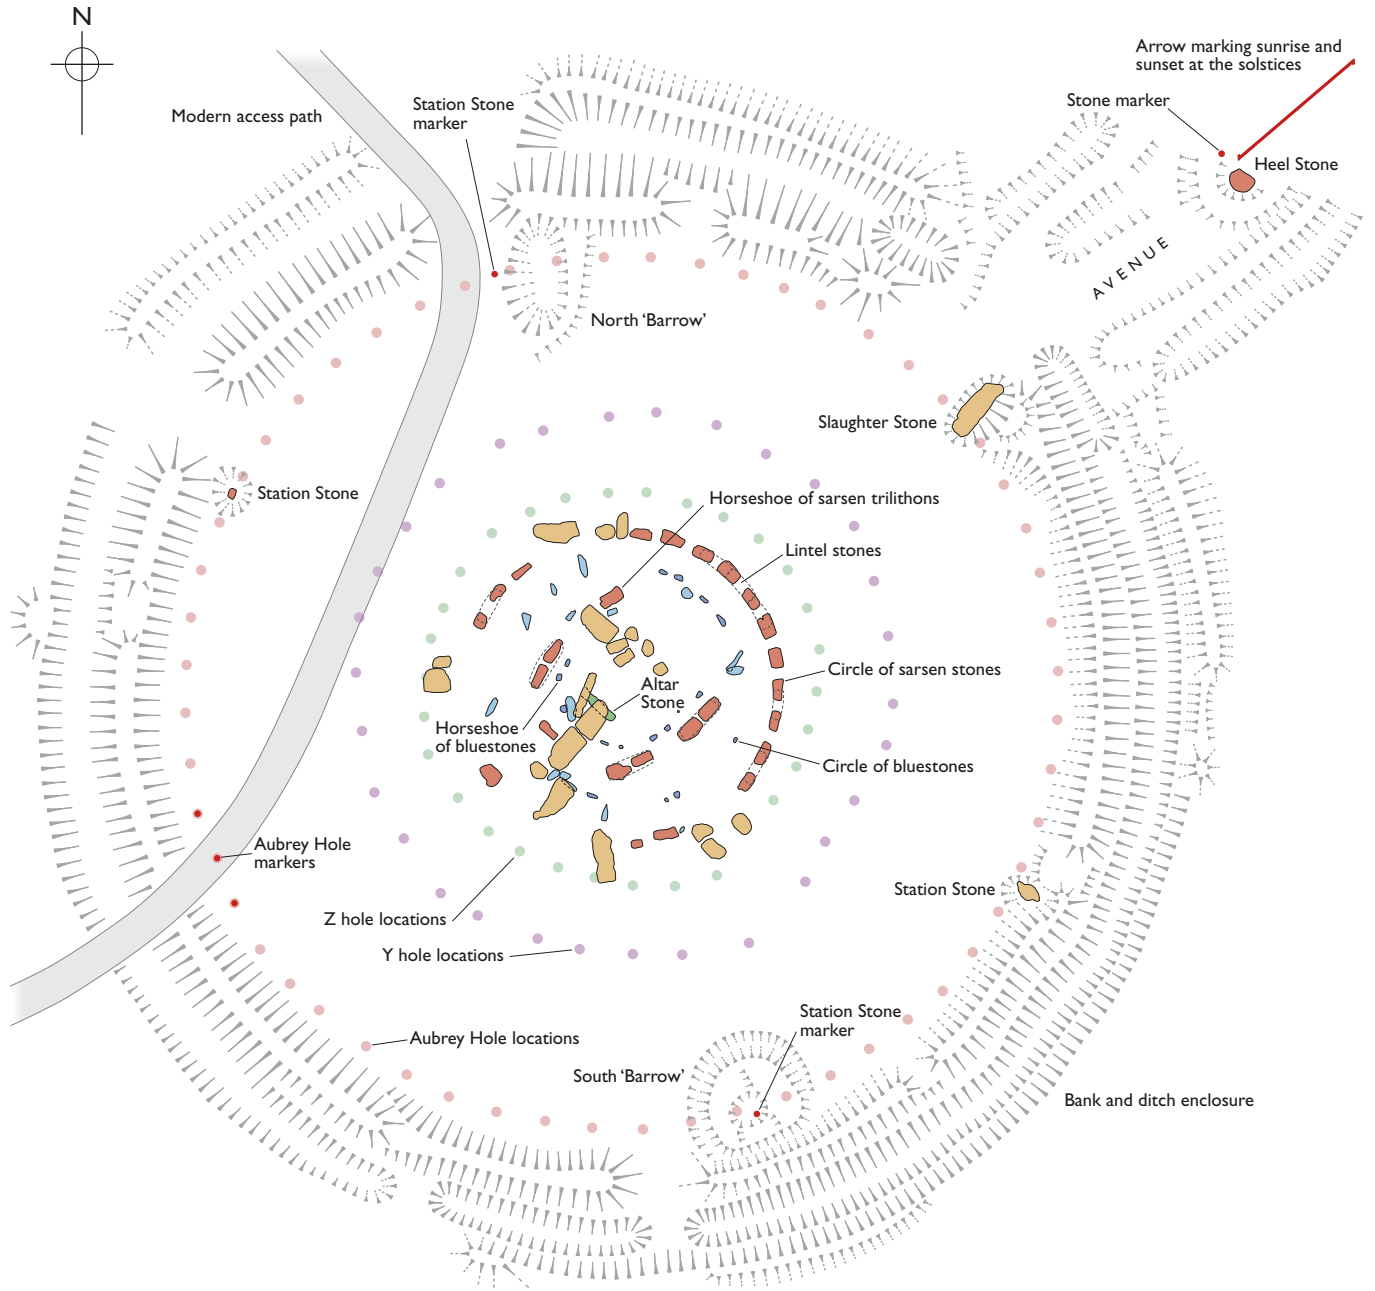 N
Arrow marking sunrise and
sunset at the solstices
Stone marker
Heel Stone
Modern access path
Station Stone
marker
AVENUE
North ‘Barrow’
Slaughter Stone
Station Stone
Horseshoe of sarsen trilithons
Lintel stones
Circle of sarsen stones
Altar
Stone
Horseshoe
of bluestones
Circle of bluestones
Aubrey Hole
markers
Station Stone
Z hole locations
Y hole locations
Station Stone
marker
Aubrey Hole locations
South ‘Barrow’
Bank and ditch enclosure